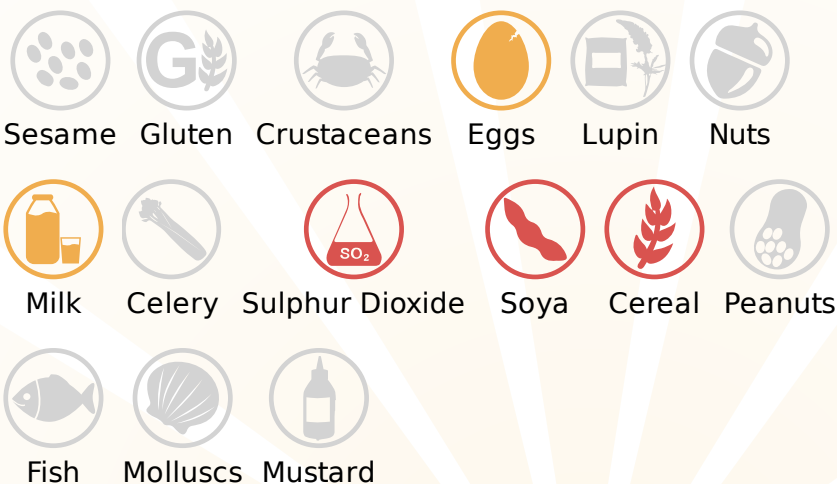 G
Sesame Gluten Crustaceans Eggs Lupin Nuts
SO₂
Milk Celery Sulphur Dioxide Soya Cereal Peanuts
Fish Molluscs Mustard